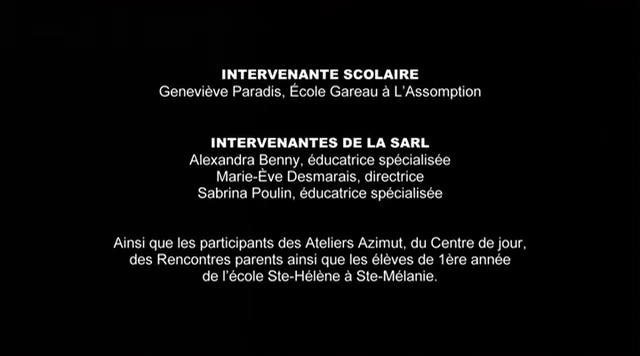 INTERVENANTE SCOLAIRE
Geneviève Paradis, École Gareau à L'Assomption
INTERVENANTES DE LA SARL
Alexandra Benny, éducatrice spécialisée
Marie-Ève Desmarais, directrice
Sabrina Poulin, éducatrice spécialisée
Ainsi que les participants des Ateliers Azimut, du Centre de jour,
des Rencontres parents ainsi que les élèves de 1ère année
de l'école Ste-Hélène à Ste-Mélanie.